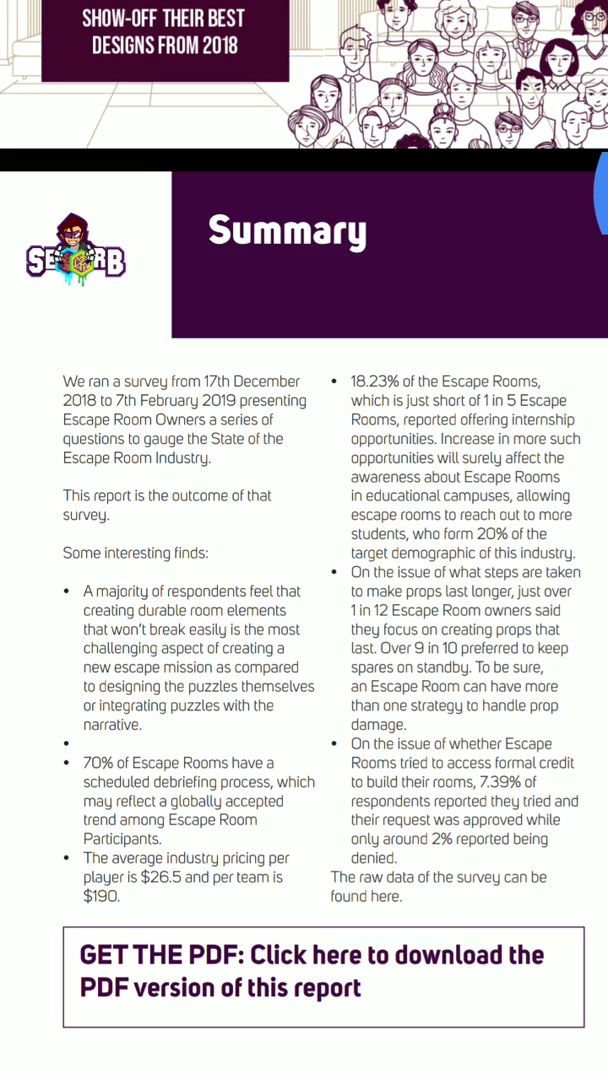 SHOW-OFF THEIR BEST
DESIGNS FROM 2018
Summary
We ran a survey from 17th December
2018 to 7th February 2019 presenting
Escape Room Owners a series of
questions to gauge the State of the
Escape Room Industry.
This report is the outcome of that
survey.
Some interesting finds:
• A majority of respondents feel that
creating durable room elements
that won't break easily is the most
challenging aspect of creating a
new escape mission as compared
to designing the puzzles themselves
or integrating puzzles with the
narrative.
•
• 70% of Escape Rooms have a
scheduled debriefing process, which
may reflect a globally accepted
trend among Escape Room
Participants.
• The average industry pricing per
player is $26.5 and per team is
$190.
• 18.23% of the Escape Rooms,
which is just short of 1 in 5 Escape
Rooms, reported offering internship
opportunities. Increase in more such
opportunities will surely affect the
awareness about Escape Rooms
in educational campuses, allowing
escape rooms to reach out to more
students, who form 20% of the
target demographic of this industry.
• On the issue of what steps are taken
to make props last longer, just over
1 in 12 Escape Room owners said
they focus on creating props that
last. Over 9 in 10 preferred to keep
spares on standby. To be sure,
an Escape Room can have more
than one strategy to handle prop
damage.
• On the issue of whether Escape
Rooms tried to access formal credit
to build their rooms, 7.39% of
respondents reported they tried and
their request was approved while
only around 2% reported being
denied.
The raw data of the survey can be
found here.
GET THE PDF: Click here to download the
PDF version of this report